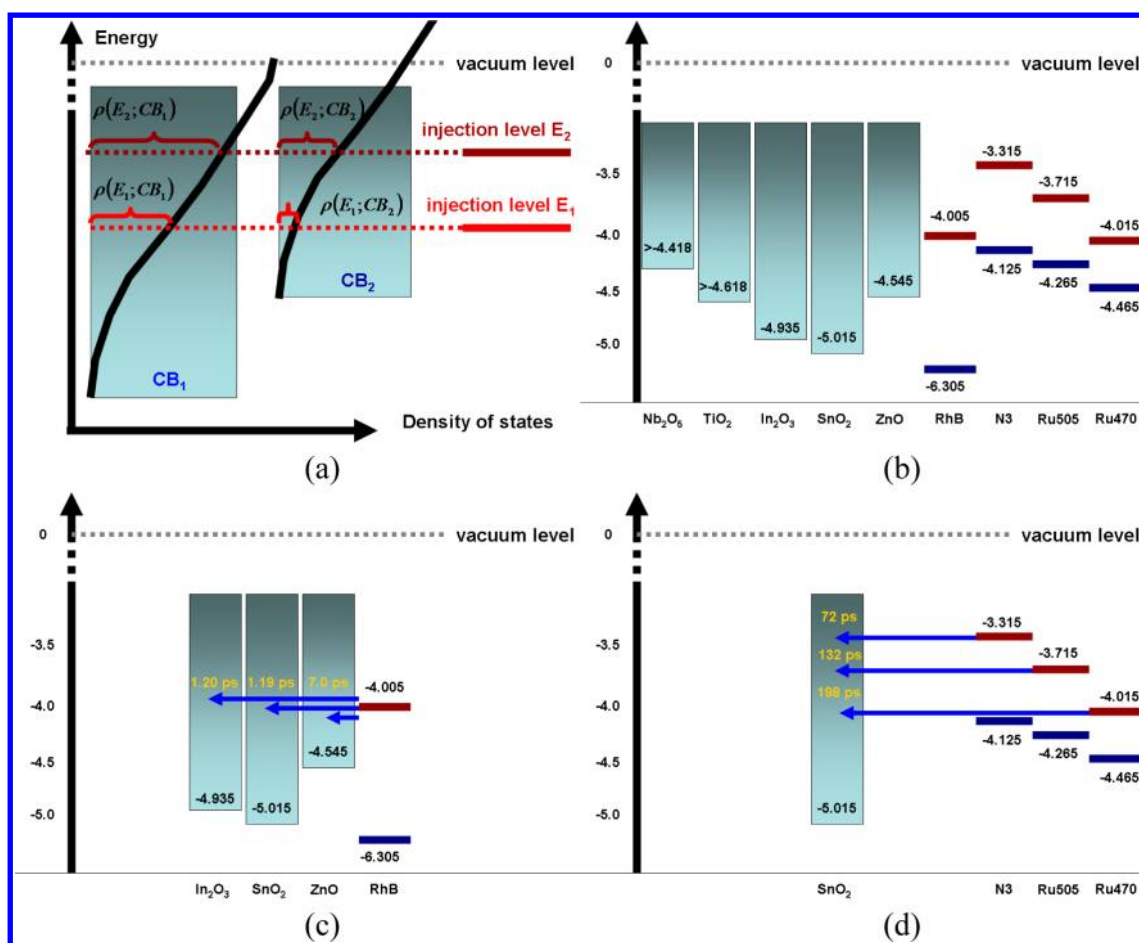 Energy
vacuum level
ρ(E₂;CB₁)
ρ(E₂;CB₂)
injection level E₂
ρ(E₁;CB₁)
ρ(E₁;CB₂)
injection level E₁
CB₂
CB₁
Density of states
(a)
0
vacuum level
-3.315
-3.5
-3.715
-4.005
-4.015
-4.0
>-4.418
-4.125
-4.265
>-4.618
-4.545
-4.465
-4.5
-4.935
-5.015
-5.0
-6.305
Nb₂O₅ TiO₂ In₂O₃ SnO₂ ZnO RhB N3 Ru505 Ru470
(b)
0
vacuum level
-3.5
1.20 ps 1.19 ps 7.0 ps
-4.005
-4.0
-4.545
-4.5
-4.935
-5.015
-5.0
-6.305
In₂O₃ SnO₂ ZnO RhB
(c)
0
vacuum level
72 ps
-3.315
-3.5
132 ps
-3.715
198 ps
-4.015
-4.0
-4.125
-4.265
-4.465
-4.5
-5.015
-5.0
SnO₂ N3 Ru505 Ru470
(d)